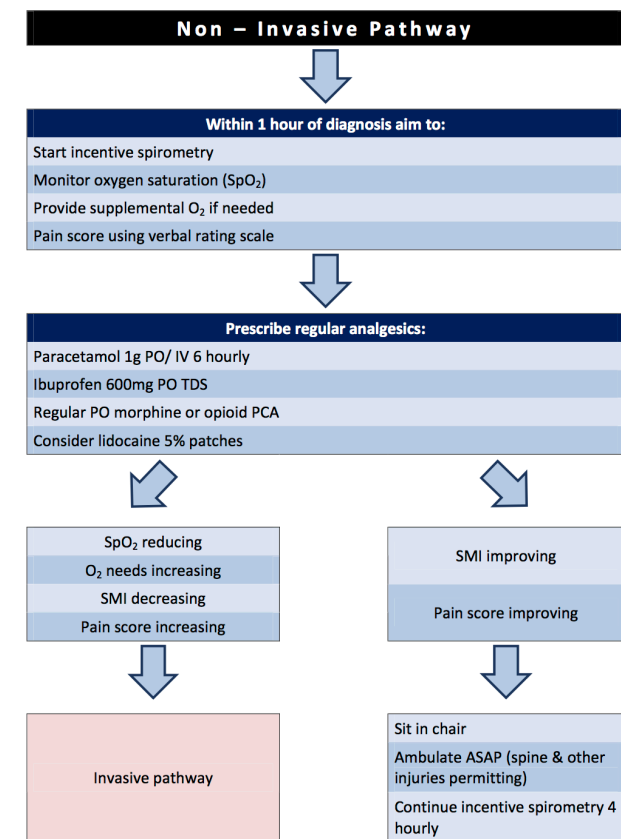 Non – Invasive Pathway
Within 1 hour of diagnosis aim to:
Start incentive spirometry
Monitor oxygen saturation (SpO₂)
Provide supplemental O₂ if needed
Pain score using verbal rating scale
Prescribe regular analgesics:
Paracetamol 1g PO/ IV 6 hourly
Ibuprofen 600mg PO TDS
Regular PO morphine or opioid PCA
Consider lidocaine 5% patches
SpO₂ reducing
O₂ needs increasing
SMI decreasing
Pain score increasing
SMI improving
Pain score improving
Invasive pathway
Sit in chair
Ambulate ASAP (spine & other
injuries permitting)
Continue incentive spirometry 4
hourly